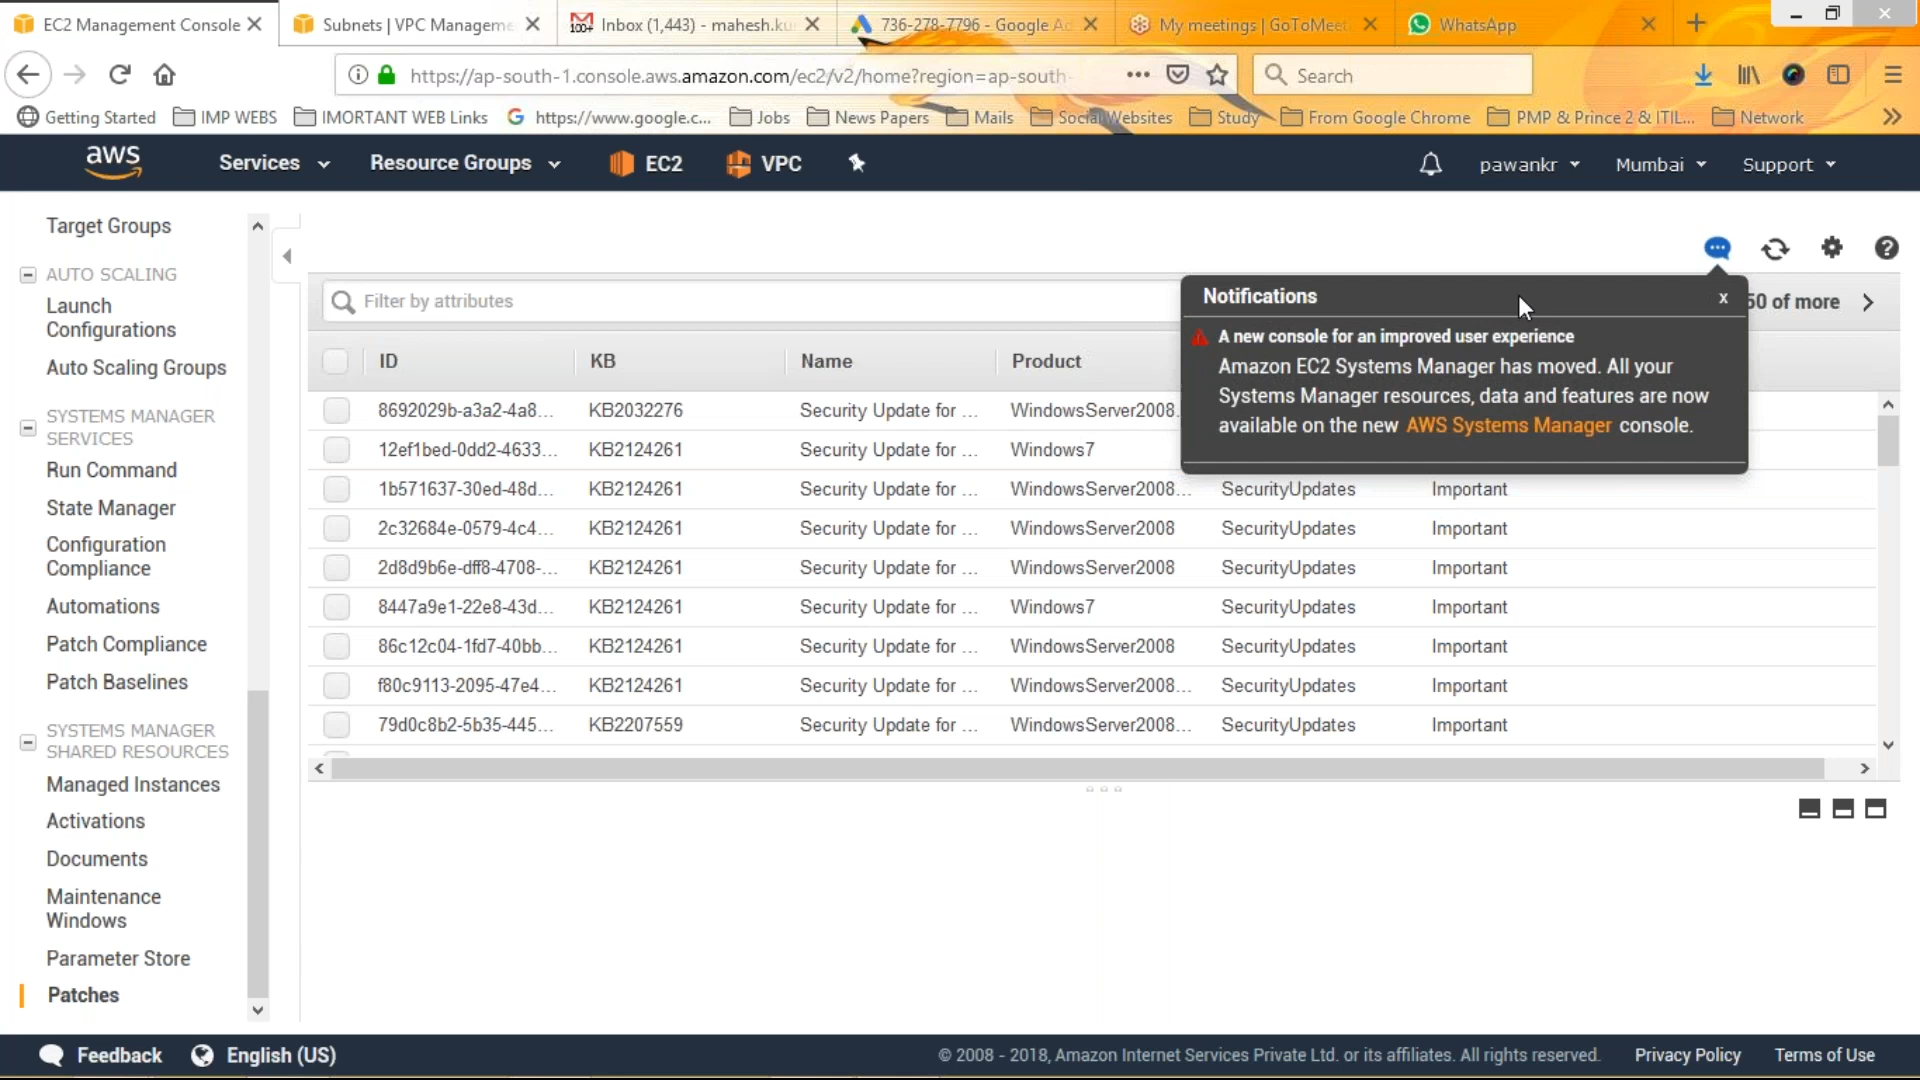 EC2 Management Console
Subnets | VPC Manageme
100+ Inbox (1,443) - mahesh.ku
736-278-7796 - Google Ad
My meetings | GoToMeet
WhatsApp
https://ap-south-1.console.aws.amazon.com/ec2/v2/home?region=ap-south-
Search
Getting Started
IMP WEBS
IMORTANT WEB Links
https://www.google.c...
Jobs
News Papers
Mails
Social Websites
Study
From Google Chrome
PMP & Prince 2 & ITIL...
Network
aws
Services
Resource Groups
EC2
VPC
pawankr
Mumbai
Support
Target Groups
AUTO SCALING
Launch
Configurations
Auto Scaling Groups
SYSTEMS MANAGER
SERVICES
Run Command
State Manager
Configuration
Compliance
Automations
Patch Compliance
Patch Baselines
SYSTEMS MANAGER
SHARED RESOURCES
Managed Instances
Activations
Documents
Maintenance
Windows
Parameter Store
Patches
Filter by attributes
50 of more
Notifications x
A new console for an improved user experience
Amazon EC2 Systems Manager has moved. All your
Systems Manager resources, data and features are now
available on the new AWS Systems Manager console.
ID KB Name Product
8692029b-a3a2-4a8... KB2032276 Security Update for ... WindowsServer2008.
12ef1bed-0dd2-4633... KB2124261 Security Update for ... Windows7
1b571637-30ed-48d... KB2124261 Security Update for ... WindowsServer2008... SecurityUpdates Important
2c32684e-0579-4c4... KB2124261 Security Update for ... WindowsServer2008 SecurityUpdates Important
2d8d9b6e-dff8-4708-... KB2124261 Security Update for ... WindowsServer2008 SecurityUpdates Important
8447a9e1-22e8-43d... KB2124261 Security Update for ... Windows7 SecurityUpdates Important
86c12c04-1fd7-40bb... KB2124261 Security Update for ... WindowsServer2008 SecurityUpdates Important
f80c9113-2095-47e4... KB2124261 Security Update for ... WindowsServer2008... SecurityUpdates Important
79d0c8b2-5b35-445... KB2207559 Security Update for ... WindowsServer2008... SecurityUpdates Important
Feedback
English (US)
© 2008 - 2018, Amazon Internet Services Private Ltd. or its affiliates. All rights reserved.
Privacy Policy
Terms of Use